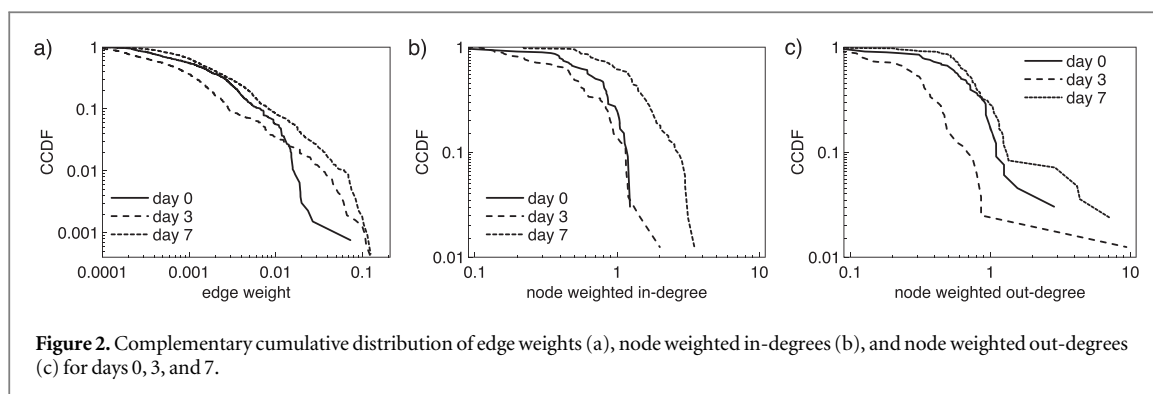 a)
CCDF
1
0.1
0.01
0.001
day 0
day 3
day 7
0.0001
0.001
0.01
0.1
edge weight
b)
CCDF
1
0.1
0.01
day 0
day 3
day 7
0.1
1
10
node weighted in-degree
c)
CCDF
1
0.1
0.01
day 0
day 3
day 7
0.1
1
10
node weighted out-degree
Figure 2. Complementary cumulative distribution of edge weights (a), node weighted in-degrees (b), and node weighted out-degrees
(c) for days 0, 3, and 7.